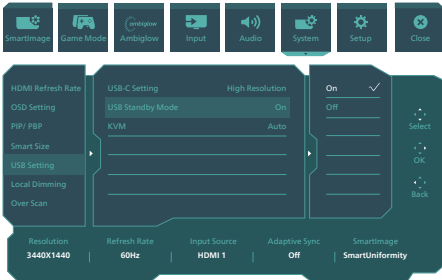 ambiglow
SmartImage Game Mode Ambiglow Input Audio System Setup Close
HDMI Refresh Rate USB-C Setting High Resolution On
OSD Setting USB Standby Mode On Off
PIP/ PBP KVM Auto Select
Smart Size
USB Setting OK
Local Dimming Back
Over Scan
Resolution Refresh Rate Input Source Adaptive Sync SmartImage
3440X1440 | 60Hz | HDMI 1 | Off | SmartUniformity